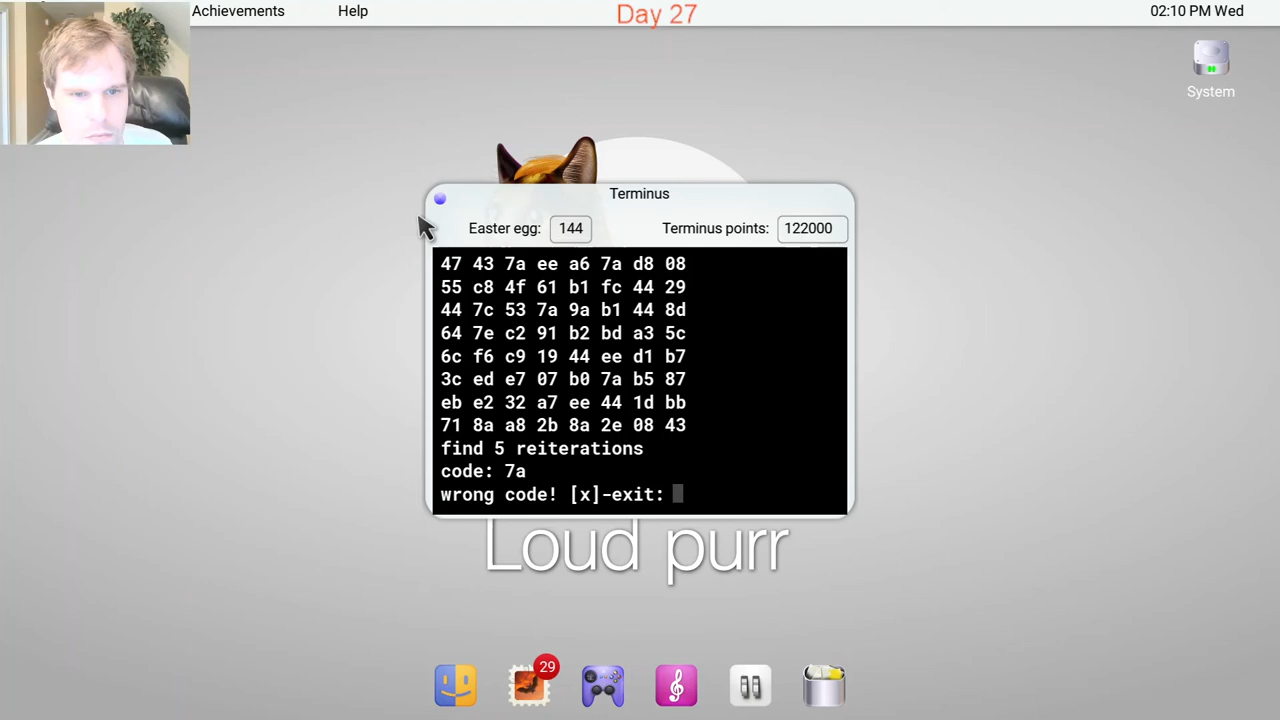 Achievements Help Day 27 02:10 PM Wed
System
Terminus
Easter egg: 144 Terminus points: 122000
47 43 7a ee a6 7a d8 08
55 c8 4f 61 b1 fc 44 29
44 7c 53 7a 9a b1 44 8d
64 7e c2 91 b2 bd a3 5c
6c f6 c9 19 44 ee d1 b7
3c ed e7 07 b0 7a b5 87
eb e2 32 a7 ee 44 1d bb
71 8a a8 2b 8a 2e 08 43
find 5 reiterations
code: 7a
wrong code! [x]-exit:
Loud purr
29